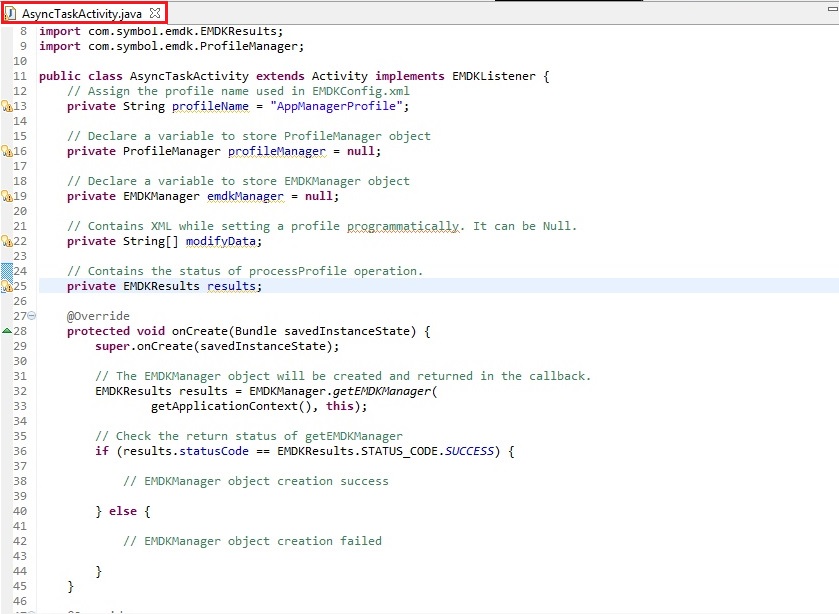 AsyncTaskActivity.java
8 import com.symbol.emdk.EMDKResults;
9 import com.symbol.emdk.ProfileManager;
10
11 public class AsyncTaskActivity extends Activity implements EMDKListener {
12 // Assign the profile name used in EMDKConfig.xml
13 private String profileName = "AppManagerProfile";
14
15 // Declare a variable to store ProfileManager object
16 private ProfileManager profileManager = null;
17
18 // Declare a variable to store EMDKManager object
19 private EMDKManager emdkManager = null;
20
21 // Contains XML while setting a profile programmatically. It can be Null.
22 private String[] modifyData;
23
24 // Contains the status of processProfile operation.
25 private EMDKResults results;
26
27 @Override
28 protected void onCreate(Bundle savedInstanceState) {
29 super.onCreate(savedInstanceState);
30
31 // The EMDKManager object will be created and returned in the callback.
32 EMDKResults results = EMDKManager.getEMDKManager(
33 getApplicationContext(), this);
34
35 // Check the return status of getEMDKManager
36 if (results.statusCode == EMDKResults.STATUS_CODE.SUCCESS) {
37
38 // EMDKManager object creation success
39
40 } else {
41
42 // EMDKManager object creation failed
43
44 }
45 }
46